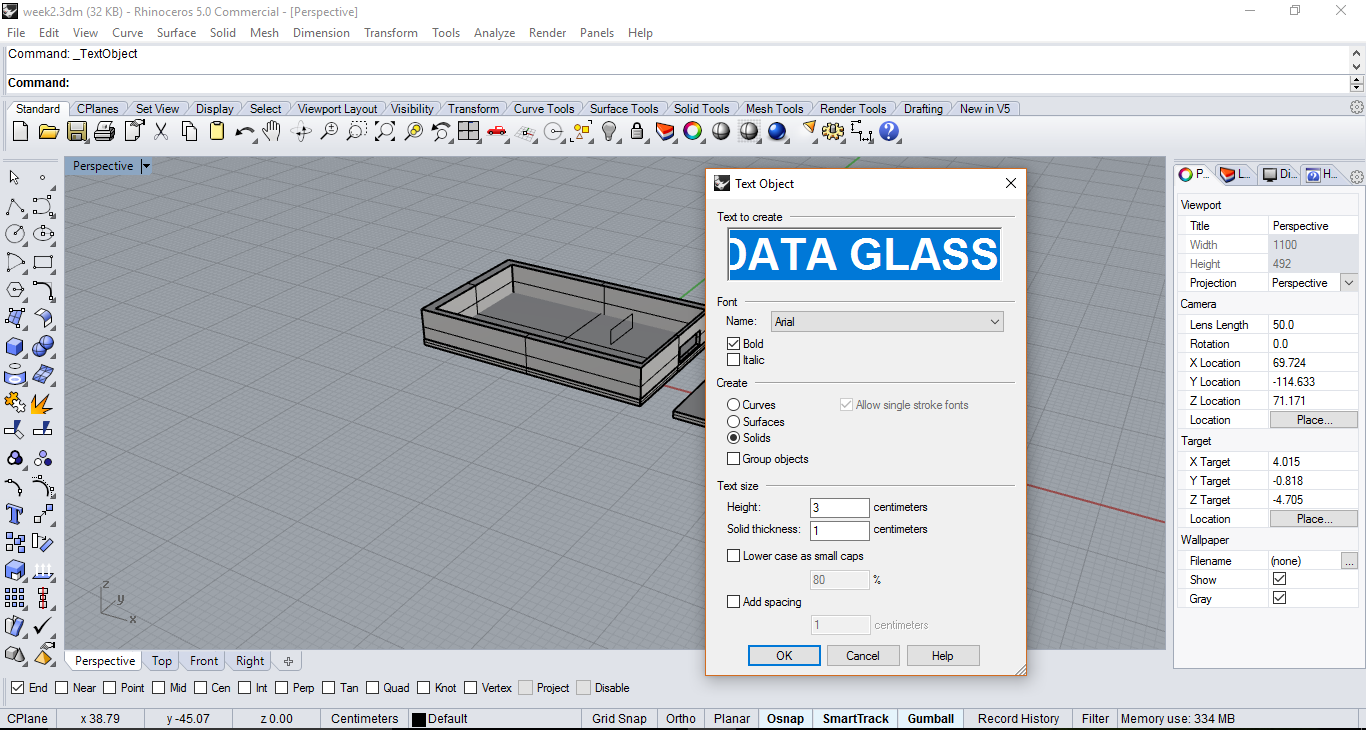 week2.3dm (32 KB) - Rhinoceros 5.0 Commercial - [Perspective]
File Edit View Curve Surface Solid Mesh Dimension Transform Tools Analyze Render Panels Help
Command: _TextObject
Command:
Standard CPlanes Set View Display Select Viewport Layout Visibility Transform Curve Tools Surface Tools Solid Tools Mesh Tools Render Tools Drafting New in V5
Perspective
P... L... Di... H...
Viewport
Title Perspective
Width 1100
Height 492
Projection Perspective
Camera
Lens Length 50.0
Rotation 0.0
X Location 69.724
Y Location -114.633
Z Location 71.171
Location Place...
Target
X Target 4.015
Y Target -0.818
Z Target -4.705
Location Place...
Wallpaper
Filename (none) ...
Show
Gray
Text Object
Text to create
DATA GLASS
Font
Name: Arial
Bold
Italic
Create
Curves Allow single stroke fonts
Surfaces
Solids
Group objects
Text size
Height: 3 centimeters
Solid thickness: 1 centimeters
Lower case as small caps
80 %
Add spacing
1 centimeters
OK Cancel Help
z
y
x
Perspective Top Front Right
End Near Point Mid Cen Int Perp Tan Quad Knot Vertex Project Disable
CPlane x 38.79 y -45.07 z 0.00 Centimeters Default Grid Snap Ortho Planar Osnap SmartTrack Gumball Record History Filter Memory use: 334 MB